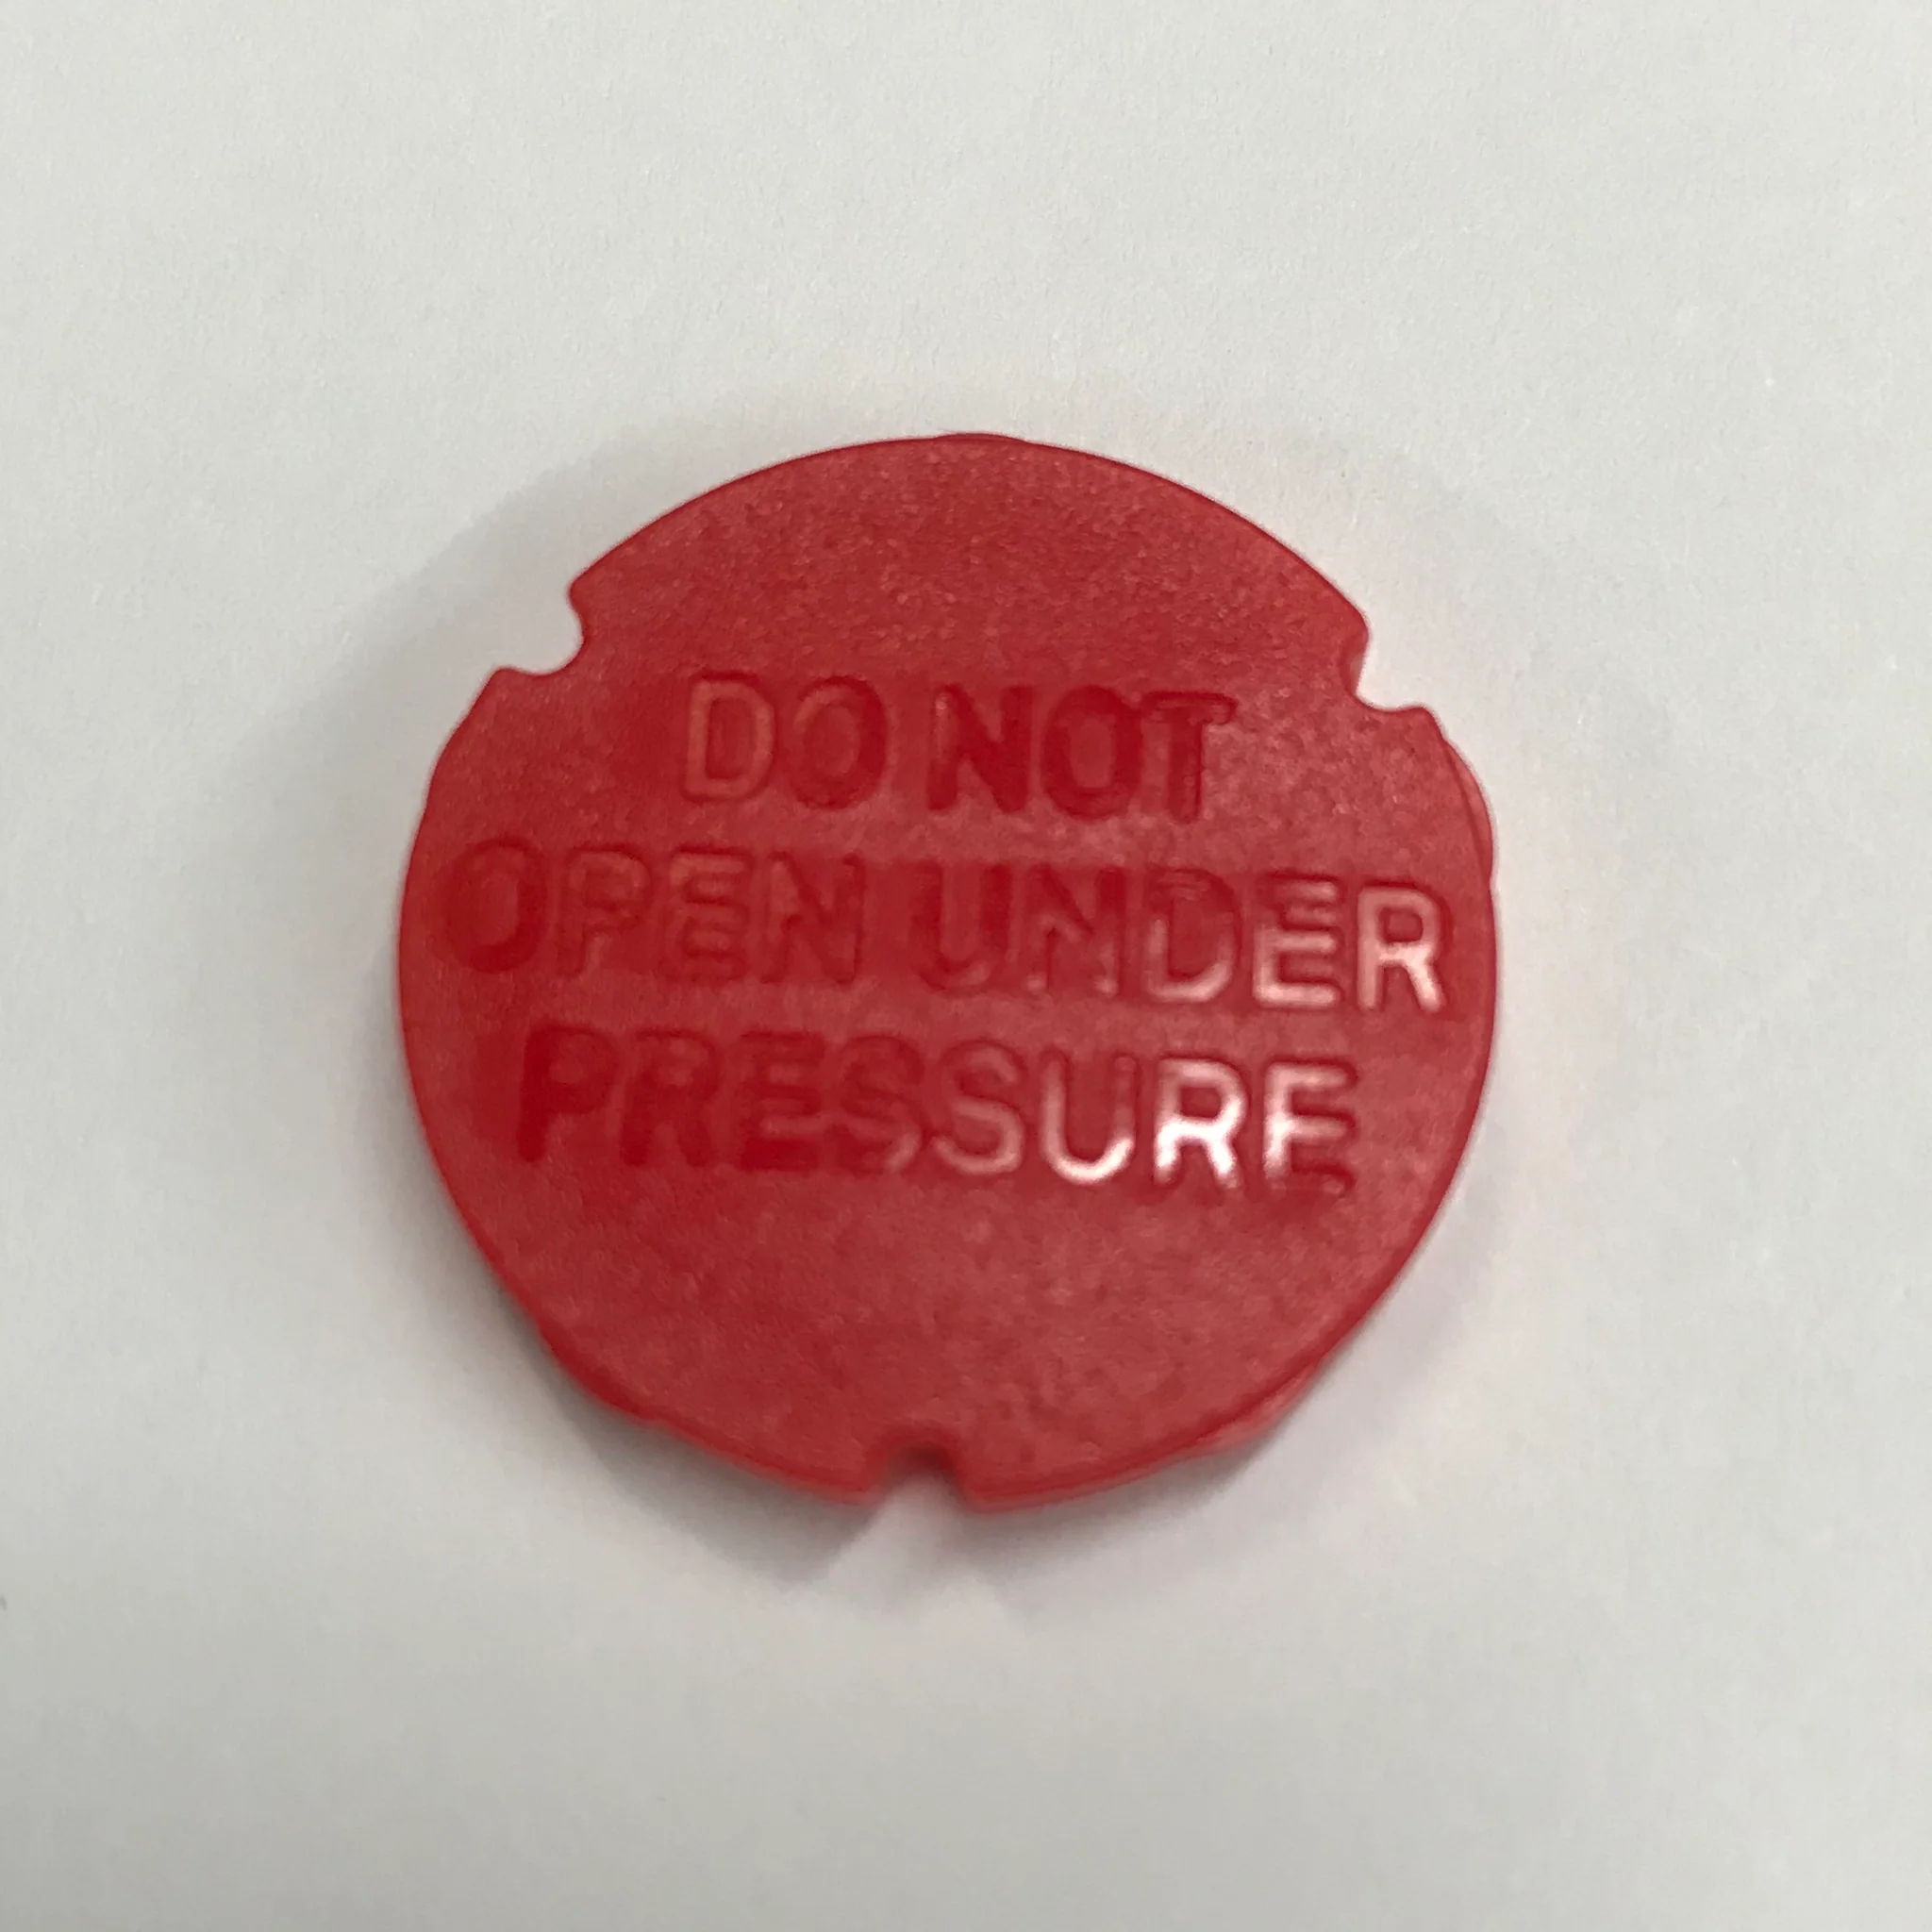 DO NOT
OPEN UNDER
PRESSURE